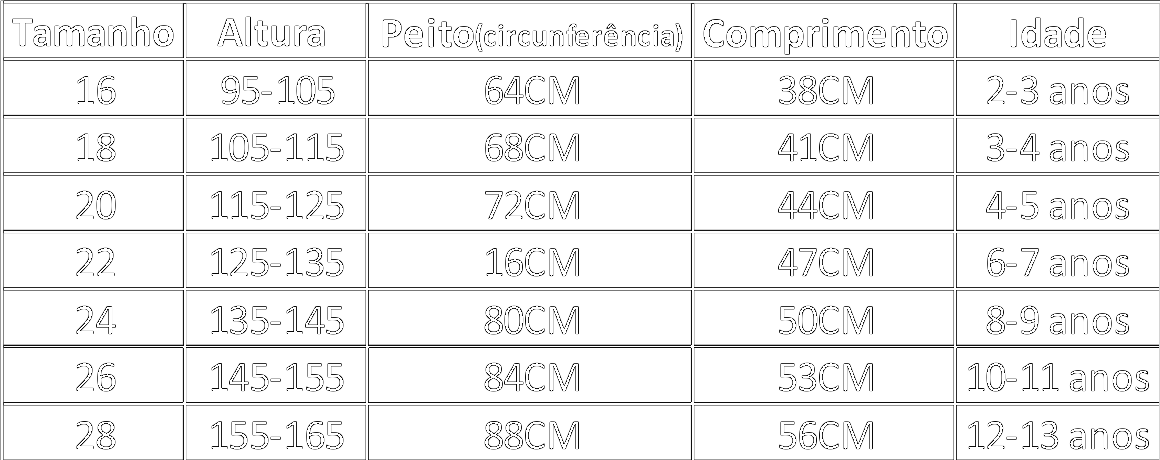 Tamanho Altura Peito(circunferência) Comprimento Idade
16 95-105 64CM 38CM 2-3 anos
18 105-115 68CM 41CM 3-4 anos
20 115-125 72CM 44CM 4-5 anos
22 125-135 16CM 47CM 6-7 anos
24 135-145 80CM 50CM 8-9 anos
26 145-155 84CM 53CM 10-11 anos
28 155-165 88CM 56CM 12-13 anos